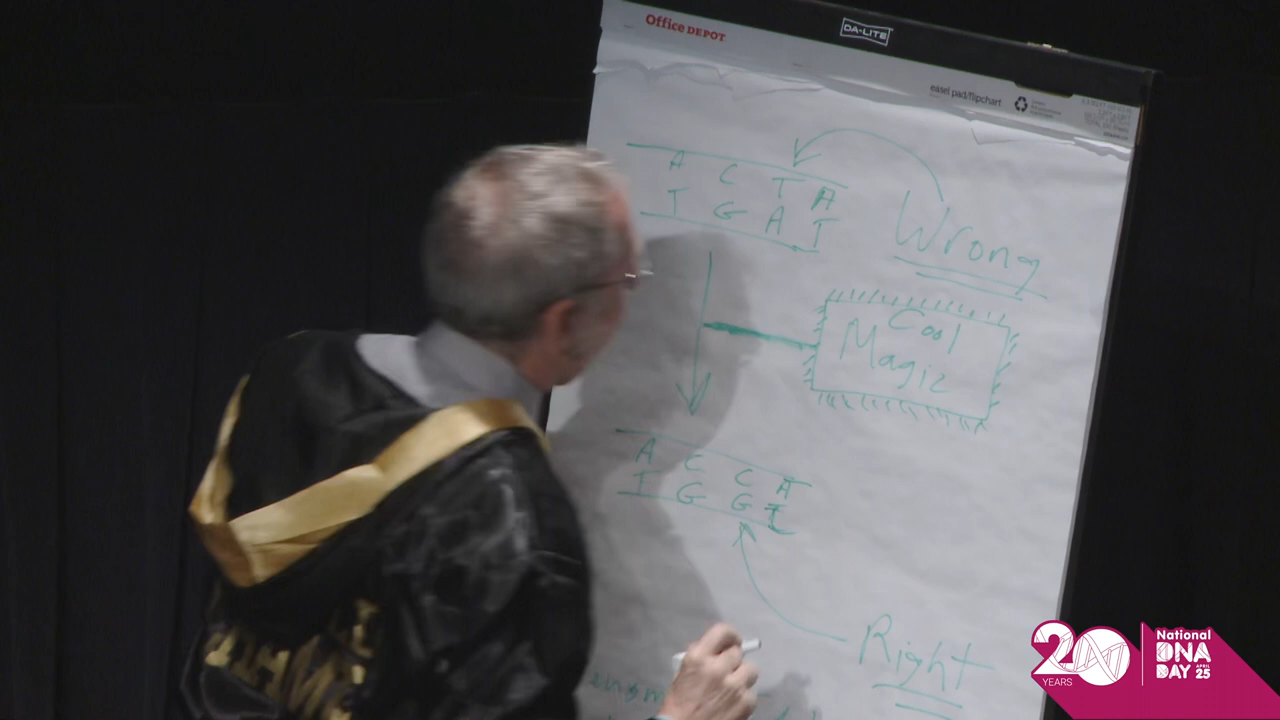 Office DEPOT
DA-LITE
easel pad/flipchart
A C T A
T G A T
Wrong
Cool
Magic
A C C A
T G G T
Right
20
YEARS
National
DNA
DAY APRIL 25